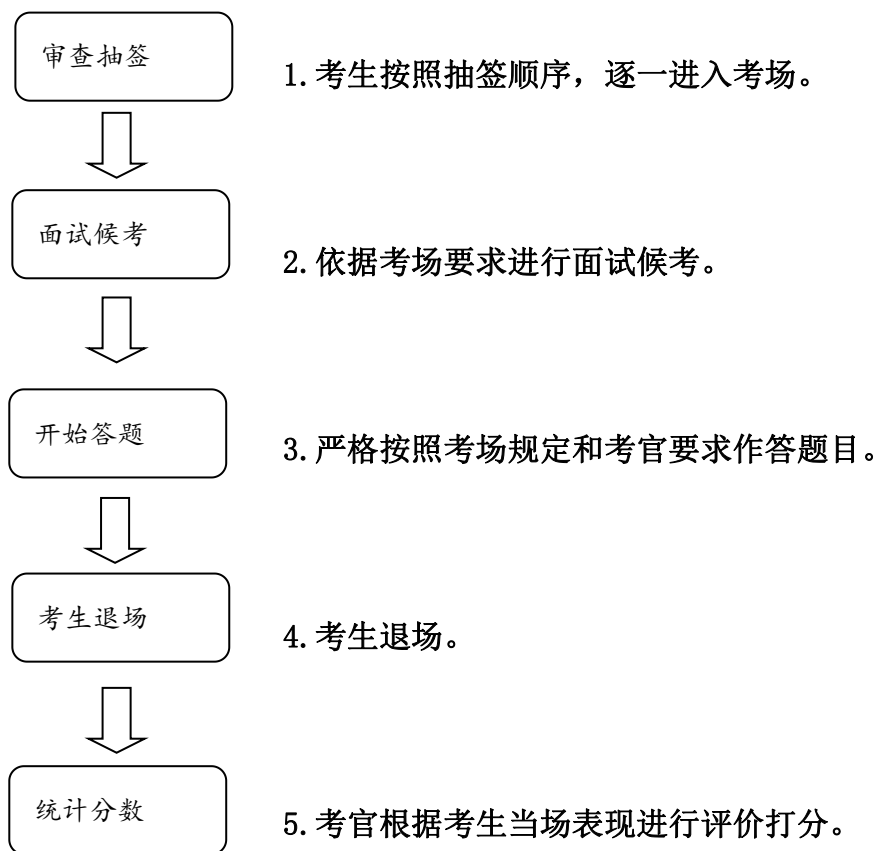 审查抽签
1.考生按照抽签顺序，逐一进入考场。
面试候考
2.依据考场要求进行面试候考。
开始答题
3.严格按照考场规定和考官要求作答题目。
考生退场
4.考生退场。
统计分数
5.考官根据考生当场表现进行评价打分。